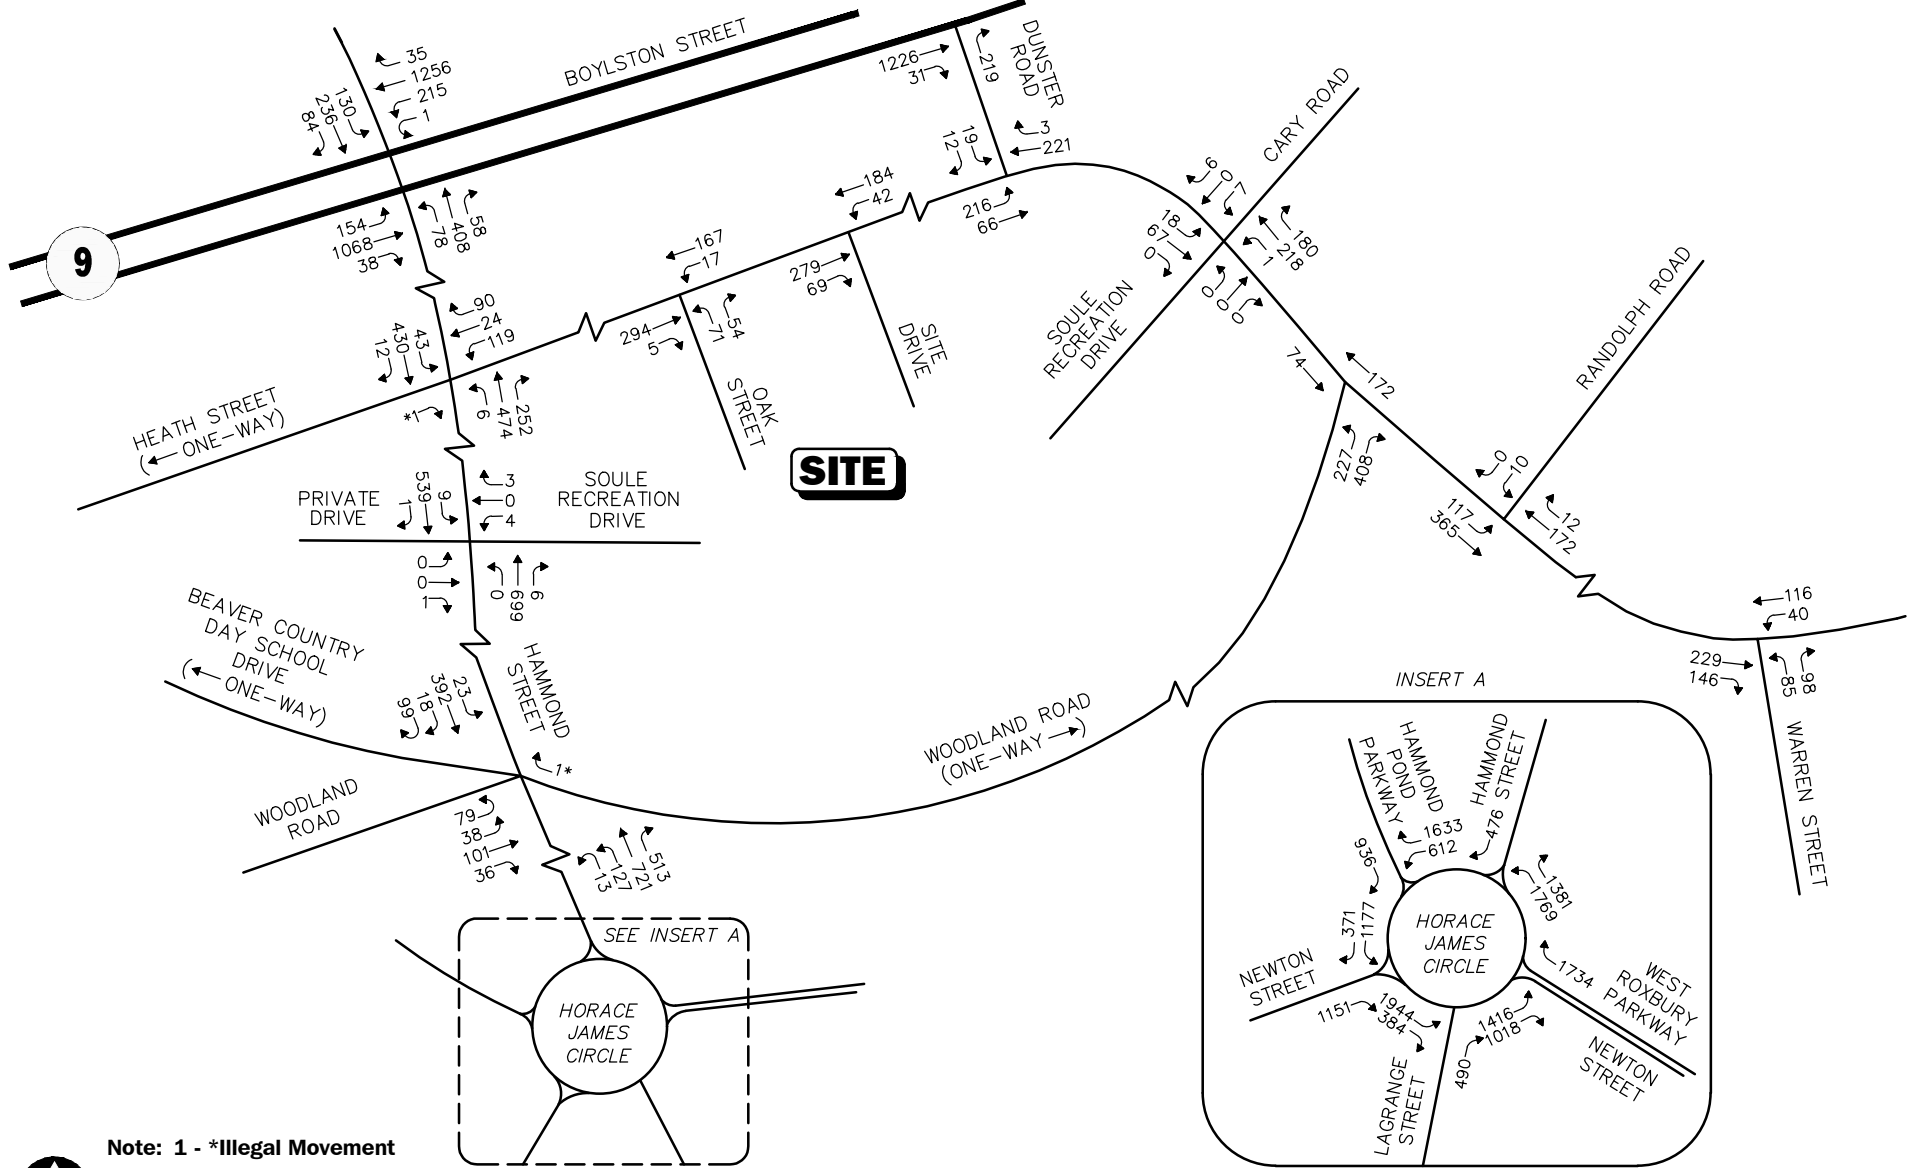 BOYLSTON STREET
35
1256
215
1
130
236
84
9
154
1068
38
78
408
58
1226
31
219
DUNSTER
ROAD
19
12
3
221
216
66
184
42
167
17
279
69
SITE
DRIVE
294
5
71
54
OAK
STREET
90
24
119
43
430
12
*1
6
474
252
HEATH STREET
(← ONE-WAY)
CARY ROAD
6
0
7
18
67
0
180
218
1
0
0
0
SOULE
RECREATION
DRIVE
74
172
227
408
RANDOLPH ROAD
0
10
117
365
12
172
116
40
229
146
85
98
WARREN STREET
SITE
PRIVATE
DRIVE
1
539
9
3
0
4
SOULE
RECREATION
DRIVE
0
0
1
0
699
6
BEAVER COUNTRY
DAY SCHOOL
DRIVE
(← ONE-WAY)
99
18
392
23
HAMMOND
STREET
1*
WOODLAND
ROAD
79
38
101
36
13
127
721
513
WOODLAND ROAD
(ONE-WAY →)
SEE INSERT A
HORACE
JAMES
CIRCLE
INSERT A
HAMMOND
POND
PARKWAY
HAMMOND
STREET
1633
612
476
936
371
1177
1381
1769
HORACE
JAMES
CIRCLE
NEWTON
STREET
1151
1944
384
1734
WEST
ROXBURY
PARKWAY
1416
1018
490
NEWTON
STREET
LAGRANGE
STREET
Note: 1 - *Illegal Movement